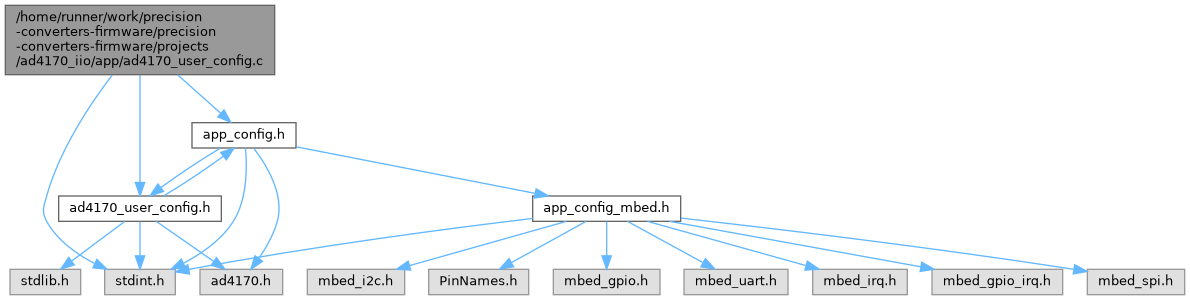 /home/runner/work/precision
-converters-firmware/precision
-converters-firmware/projects
/ad4170_iio/app/ad4170_user_config.c
app_config.h
ad4170_user_config.h
app_config_mbed.h
stdlib.h
stdint.h
ad4170.h
mbed_i2c.h
PinNames.h
mbed_gpio.h
mbed_uart.h
mbed_irq.h
mbed_gpio_irq.h
mbed_spi.h